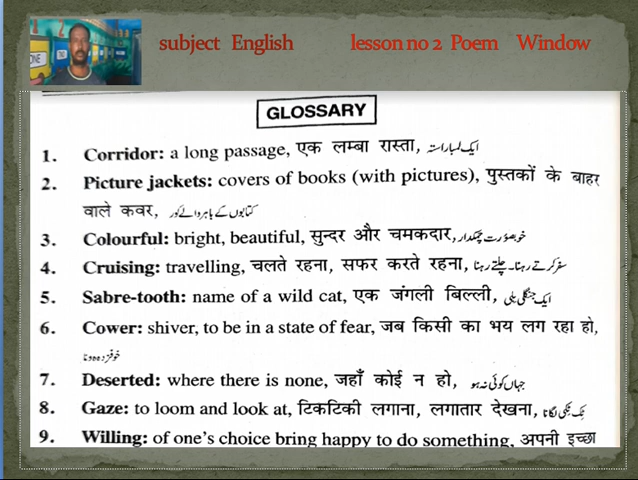 subject English lesson no 2 Poem Window
GLOSSARY
1. Corridor: a long passage, एक लम्बा रास्ता, ایک لمبا راستہ
2. Picture jackets: covers of books (with pictures), पुस्तकों के बाहर
वाले कवर, کتابوں کے باہر والے کور
3. Colourful: bright, beautiful, सुन्दर और चमकदार, خوبصورت چمکدار
4. Cruising: travelling, चलते रहना, सफर करते रहना, سفر کرتے رہنا۔ چلتے رہنا
5. Sabre-tooth: name of a wild cat, एक जंगली बिल्ली, ایک جنگلی بلی
6. Cower: shiver, to be in a state of fear, जब किसी का भय लग रहा हो,
خوفزدہ
7. Deserted: where there is none, जहाँ कोई न हो, جہاں کوئی نہ ہو
8. Gaze: to loom and look at, टिकटिकी लगाना, लगातार देखना, لگانا
9. Willing: of one's choice bring happy to do something, अपनी इच्छा